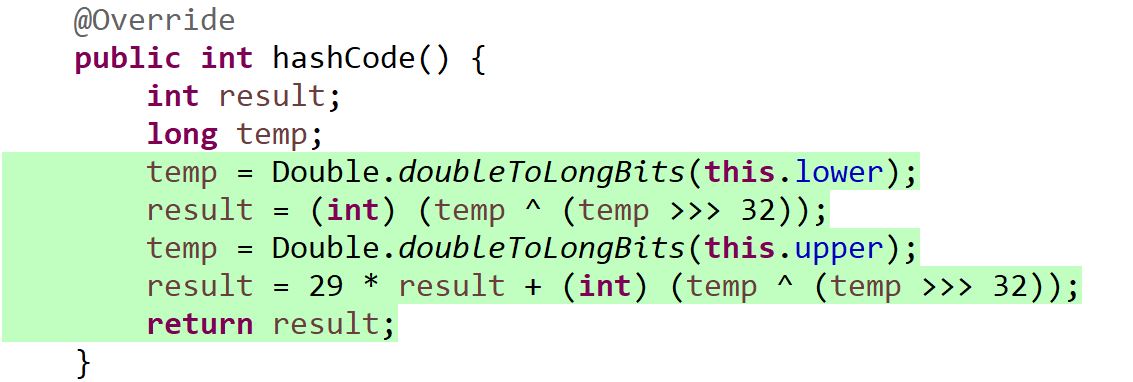 @Override
public int hashCode() {
int result;
long temp;
temp = Double.doubleToLongBits(this.lower);
result = (int) (temp ^ (temp >>> 32));
temp = Double.doubleToLongBits(this.upper);
result = 29 * result + (int) (temp ^ (temp >>> 32));
return result;
}